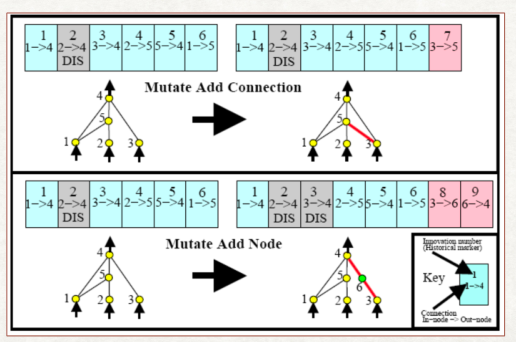 1 2 3 4 5 6
1->4 2->4 3->4 2->5 5->4 1->5
DIS
1 2 3 4 5 6 7
1->4 2->4 3->4 2->5 5->4 1->5 3->5
DIS
Mutate Add Connection
4
5
1 2 3
4
5
1 2 3
1 2 3 4 5 6
1->4 2->4 3->4 2->5 5->4 1->5
DIS
1 2 3 4 5 6 8 9
1->4 2->4 3->4 2->5 5->4 1->5 3->6 6->4
DIS DIS
Mutate Add Node
4
5
1 2 3
4
5
6
1 2 3
Innovation number
(Historical marker)
Key
1
1->4
Connection
In-node -> Out-node